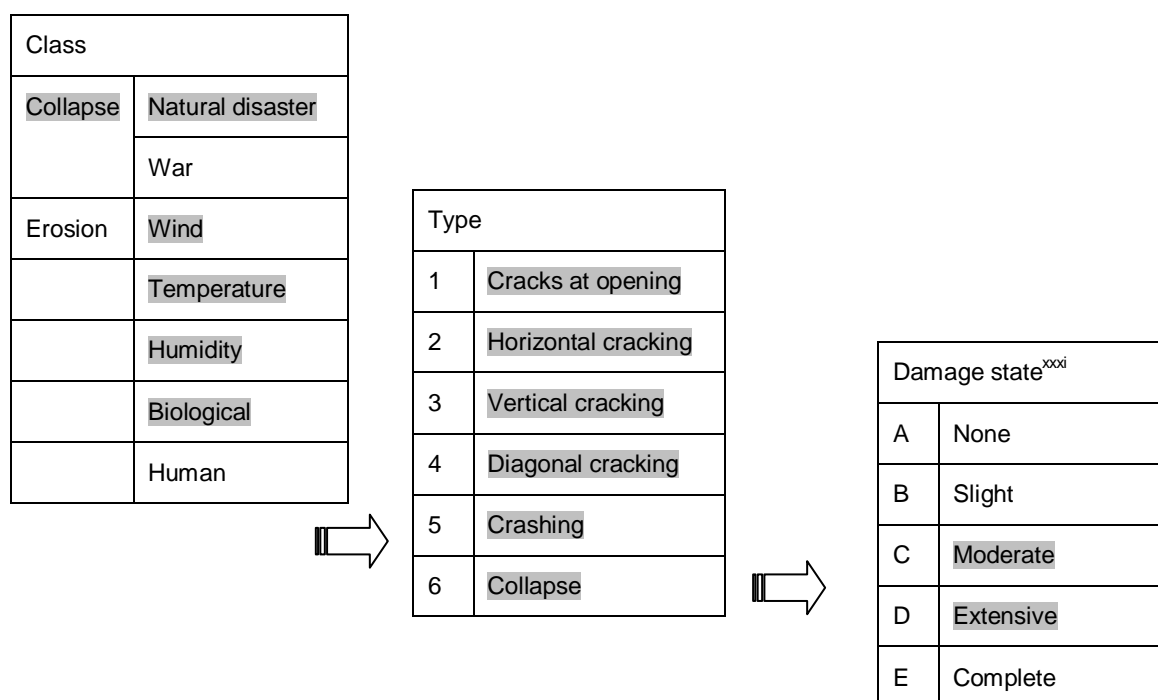 Class
Collapse Natural disaster
War
Erosion Wind
Temperature
Humidity
Biological
Human
Type
1 Cracks at opening
2 Horizontal cracking
3 Vertical cracking
4 Diagonal cracking
5 Crashing
6 Collapse
Damage state xxxi
A None
B Slight
C Moderate
D Extensive
E Complete